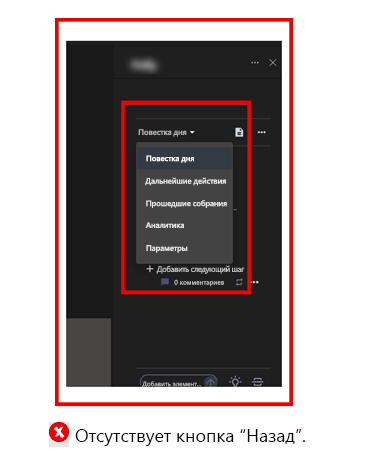 Повестка дня
Повестка дня
Дальнейшие действия
Прошедшие собрания
Аналитика
Параметры
+ Добавить следующий шаг
0 комментариев
Добавить элемент...
Отсутствует кнопка “Назад”.